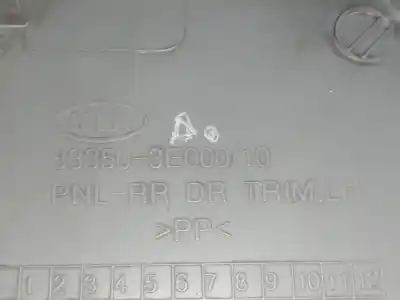 KIA
83350-3E000/10
PNL-RR DR TRIM.LH
>PP<
1 2 3 4 5 6 7 8 9 10 11 12